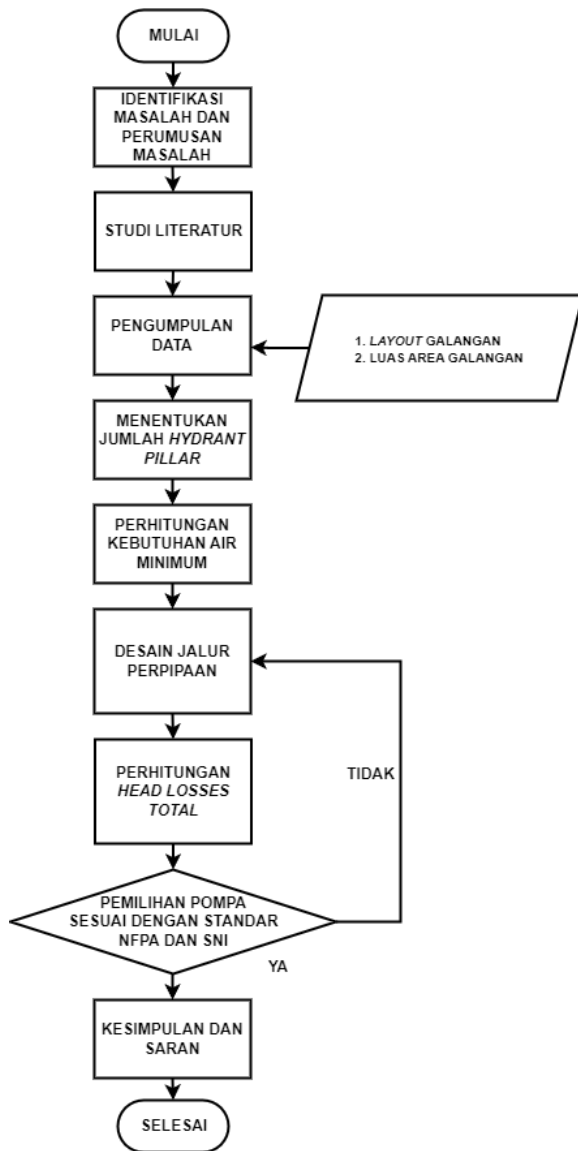 MULAI
IDENTIFIKASI
MASALAH DAN
PERUMUSAN
MASALAH
STUDI LITERATUR
PENGUMPULAN
DATA
1. LAYOUT GALANGAN
2. LUAS AREA GALANGAN
MENENTUKAN
JUMLAH HYDRANT
PILLAR
PERHITUNGAN
KEBUTUHAN AIR
MINIMUM
DESAIN JALUR
PERPIPAAN
PERHITUNGAN
HEAD LOSSES
TOTAL
TIDAK
PEMILIHAN POMPA
SESUAI DENGAN STANDAR
NFPA DAN SNI
YA
KESIMPULAN DAN
SARAN
SELESAI